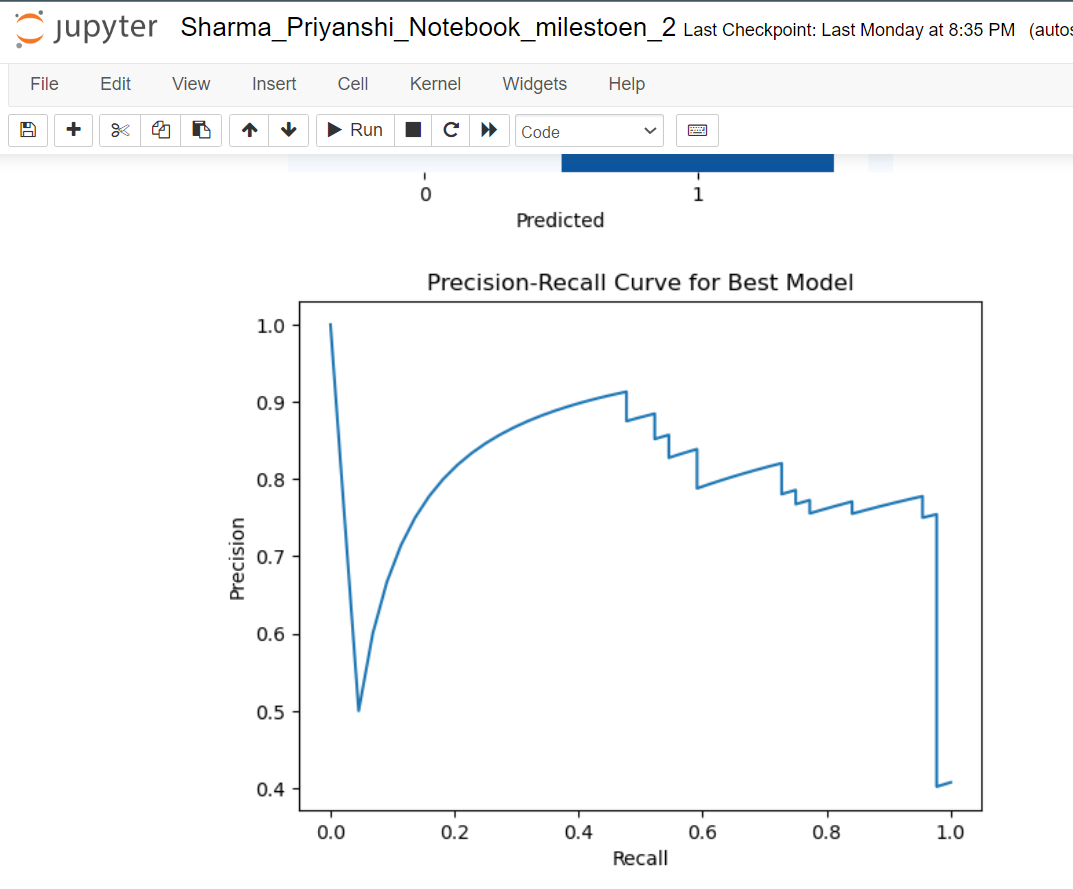 jupyter Sharma_Priyanshi_Notebook_milestoen_2 Last Checkpoint: Last Monday at 8:35 PM (autos
File Edit View Insert Cell Kernel Widgets Help
Run Code
0 1
Predicted
Precision-Recall Curve for Best Model
1.0
0.9
0.8
0.7
0.6
0.5
0.4
Precision
0.0 0.2 0.4 0.6 0.8 1.0
Recall